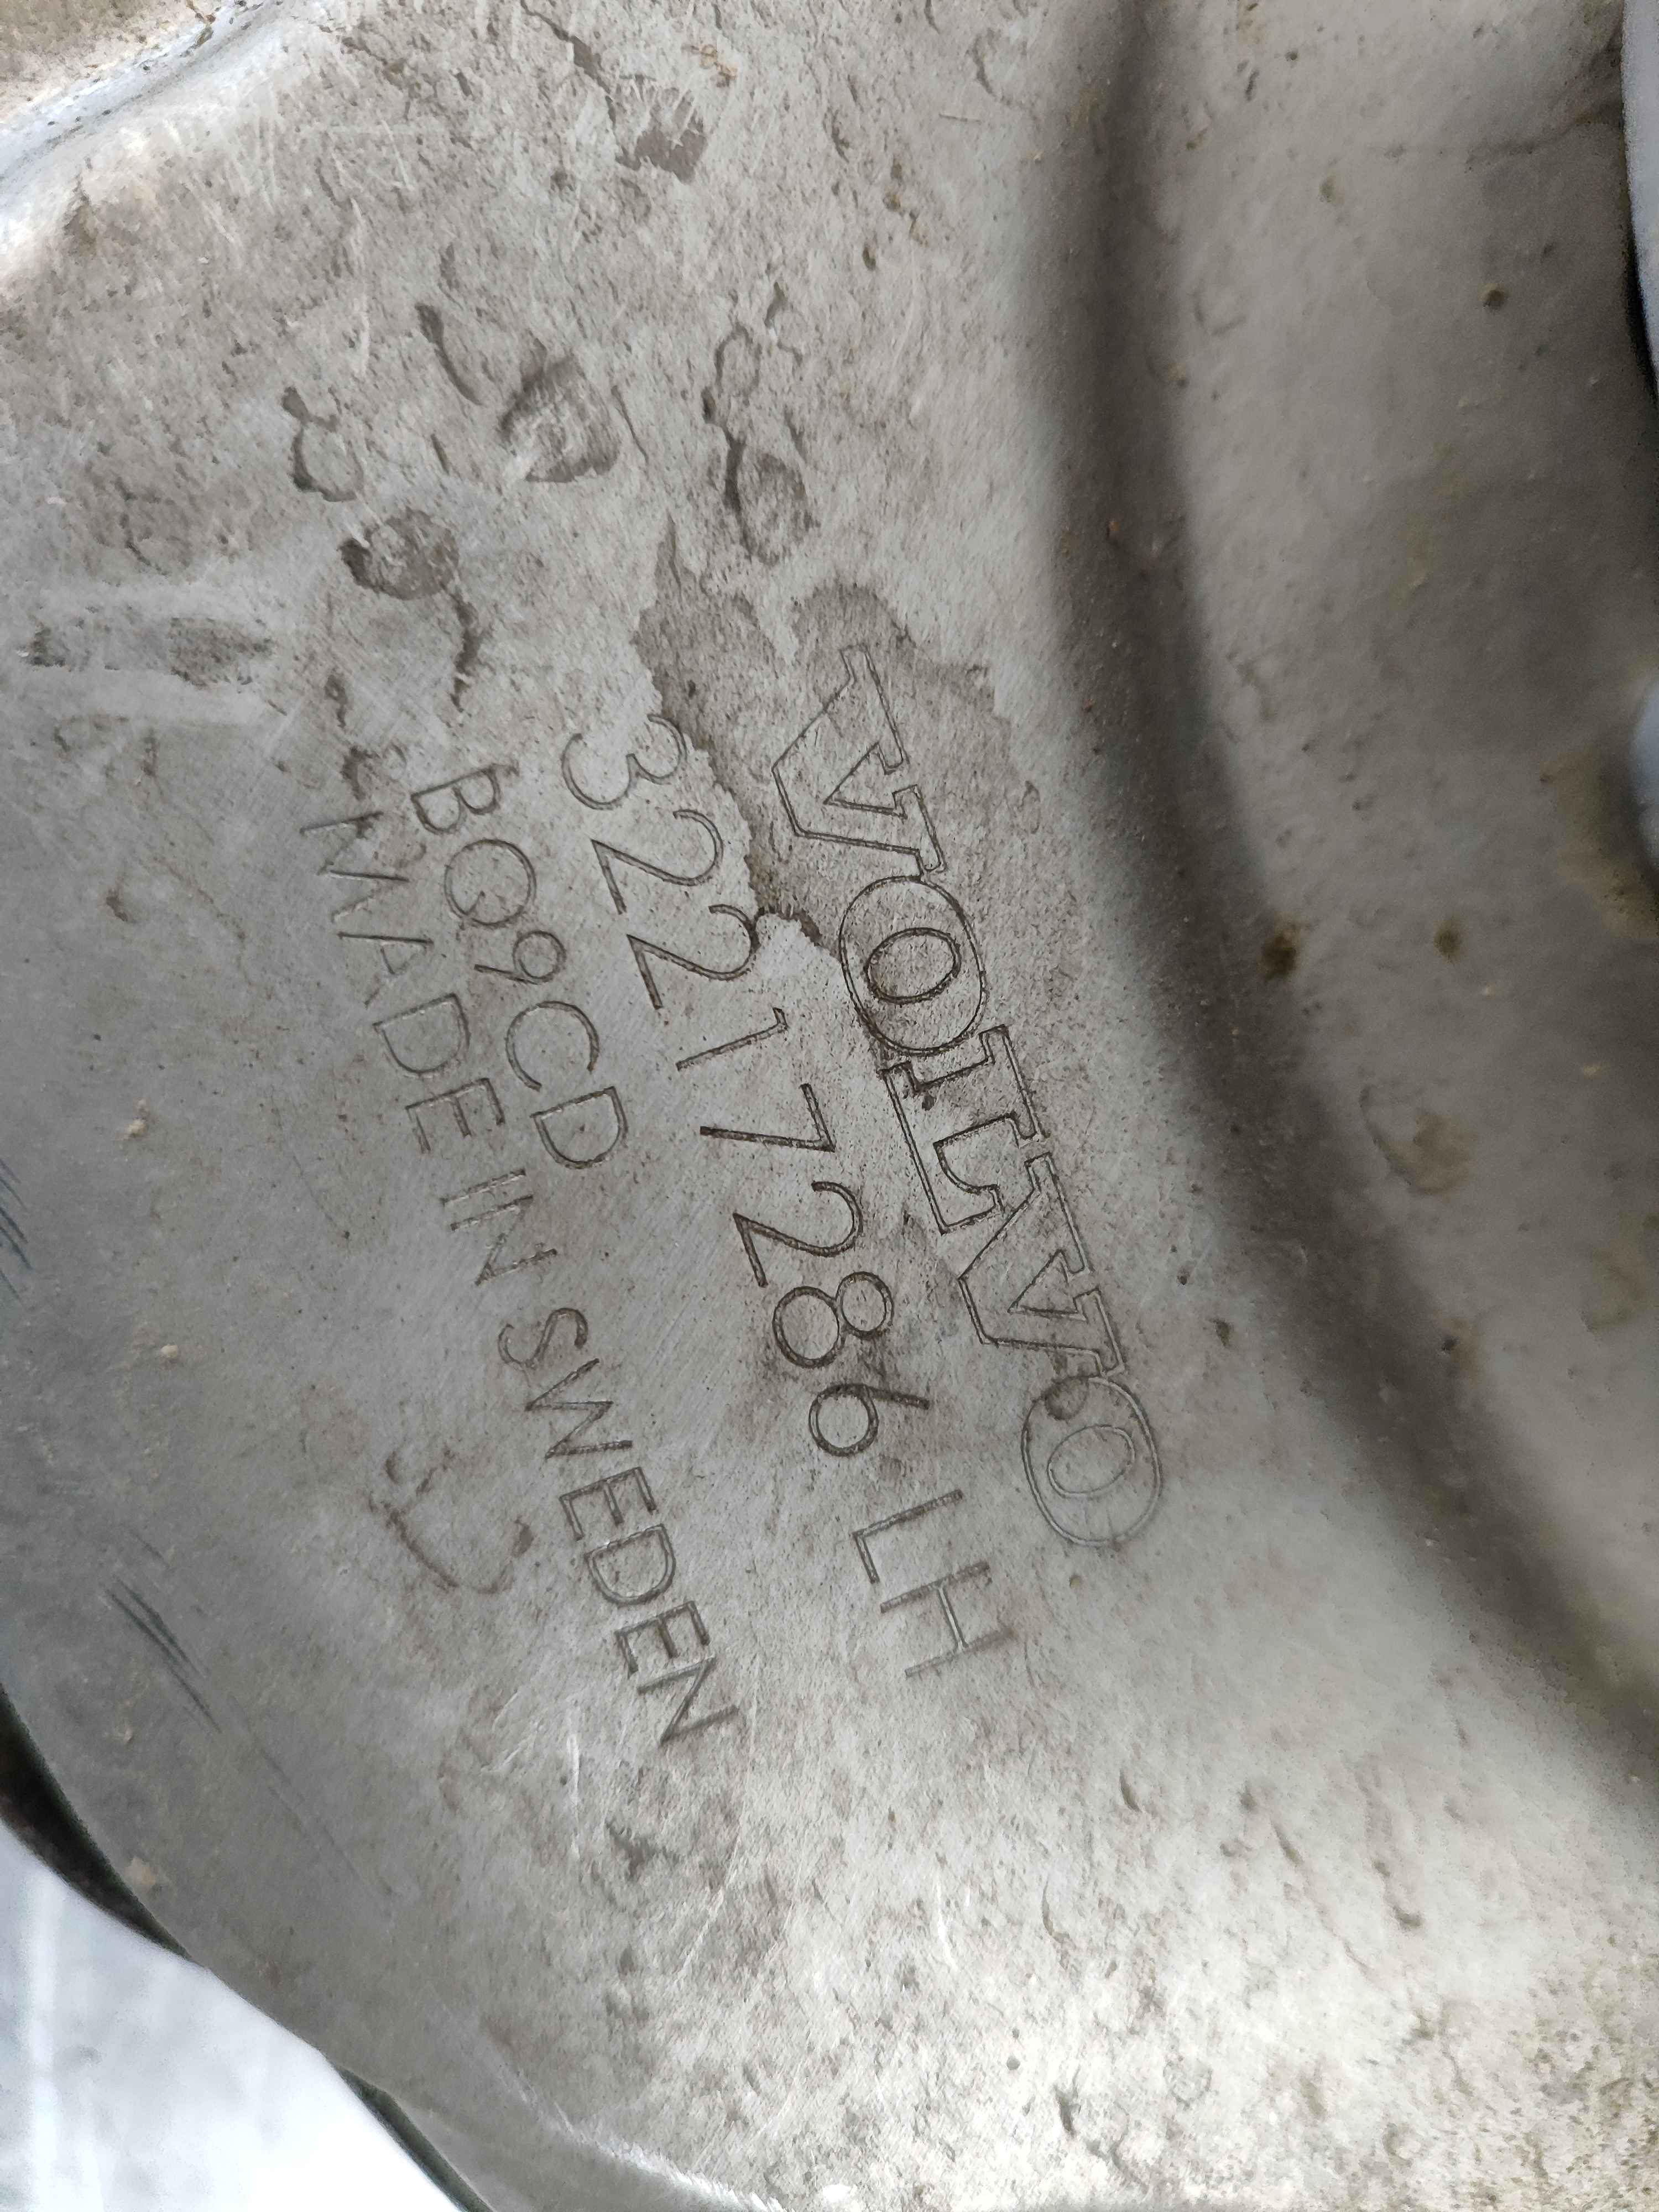 VOLVO
32217286 LH
BQ9CD
MADE IN SWEDEN